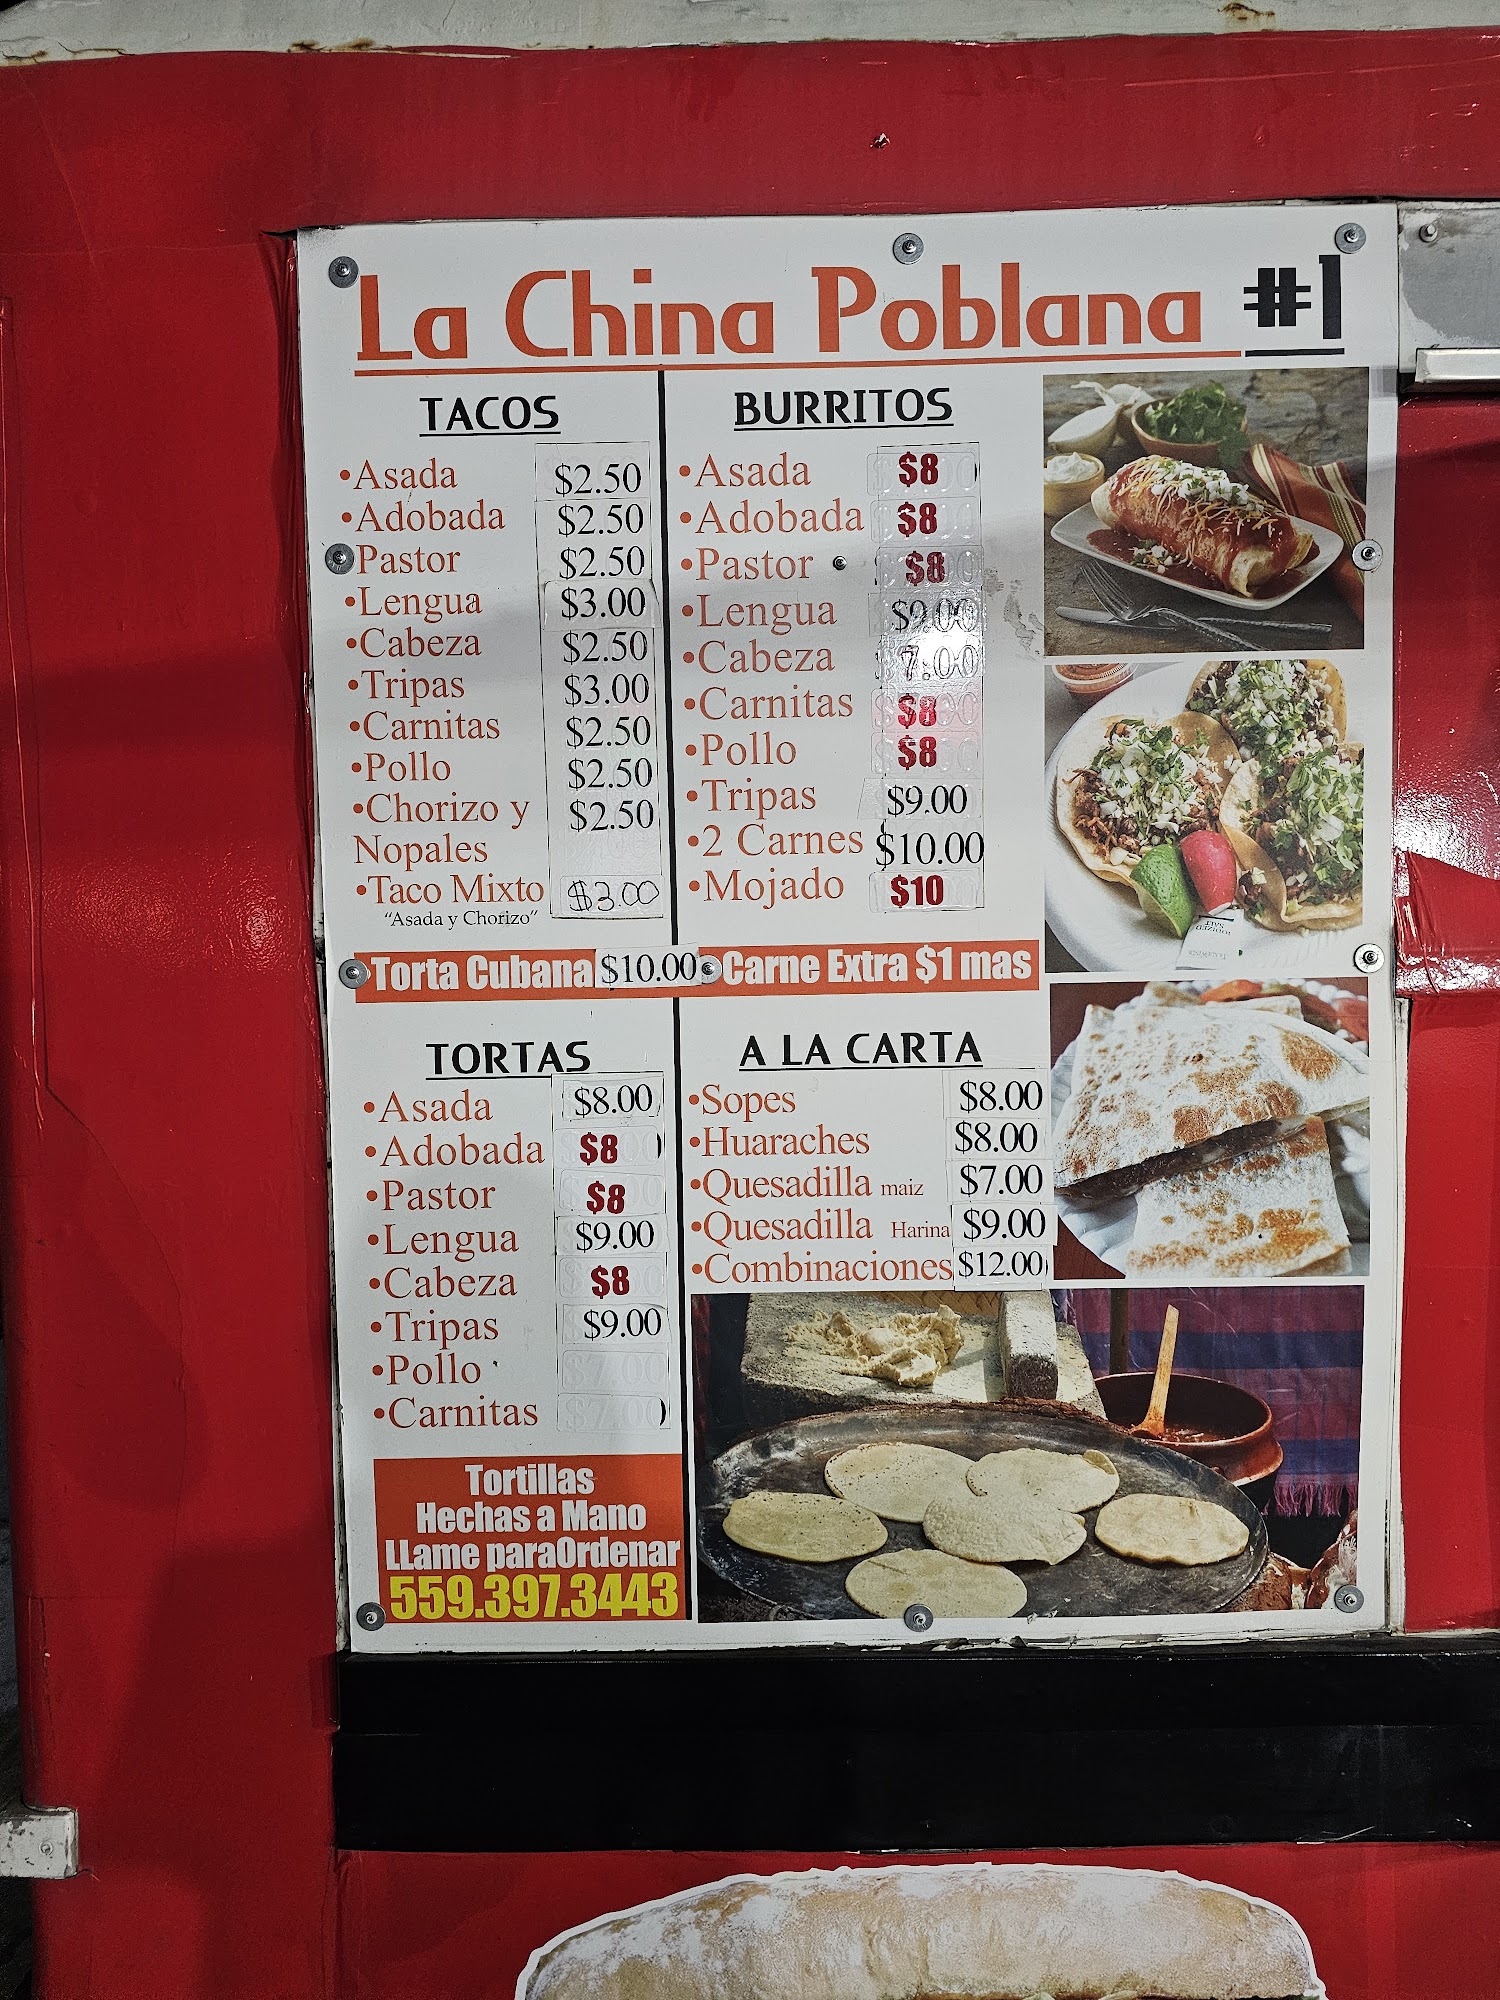 La China Poblana #1
TACOS
•Asada $2.50
•Adobada $2.50
•Pastor $2.50
•Lengua $3.00
•Cabeza $2.50
•Tripas $3.00
•Carnitas $2.50
•Pollo $2.50
•Chorizo y $2.50
Nopales
•Taco Mixto $3.00
"Asada y Chorizo"
BURRITOS
•Asada $8
•Adobada $8
•Pastor $8
•Lengua $9.00
•Cabeza 7.00
•Carnitas $8
•Pollo $8
•Tripas $9.00
•2 Carnes $10.00
•Mojado $10
Torta Cubana $10.00 Carne Extra $1 mas
TORTAS
•Asada $8.00
•Adobada $8
•Pastor $8
•Lengua $9.00
•Cabeza $8
•Tripas $9.00
•Pollo $7.00
•Carnitas $7.00
A LA CARTA
•Sopes $8.00
•Huaraches $8.00
•Quesadilla maiz $7.00
•Quesadilla Harina $9.00
•Combinaciones $12.00
Tortillas
Hechas a Mano
LLame paraOrdenar
559.397.3443
IODIZED
SALT